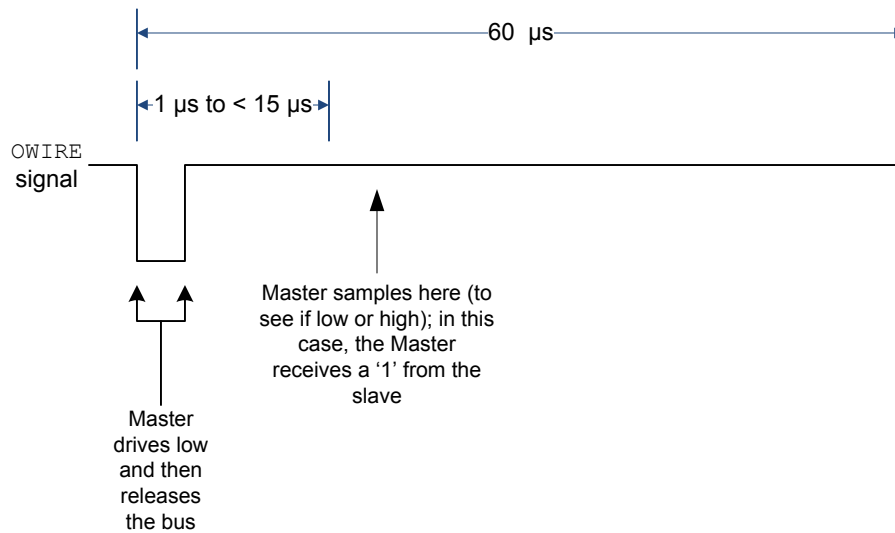 60 µs
1 µs to < 15 µs
OWIRE
signal
Master samples here (to
see if low or high); in this
case, the Master
receives a ‘1’ from the
slave
Master
drives low
and then
releases
the bus